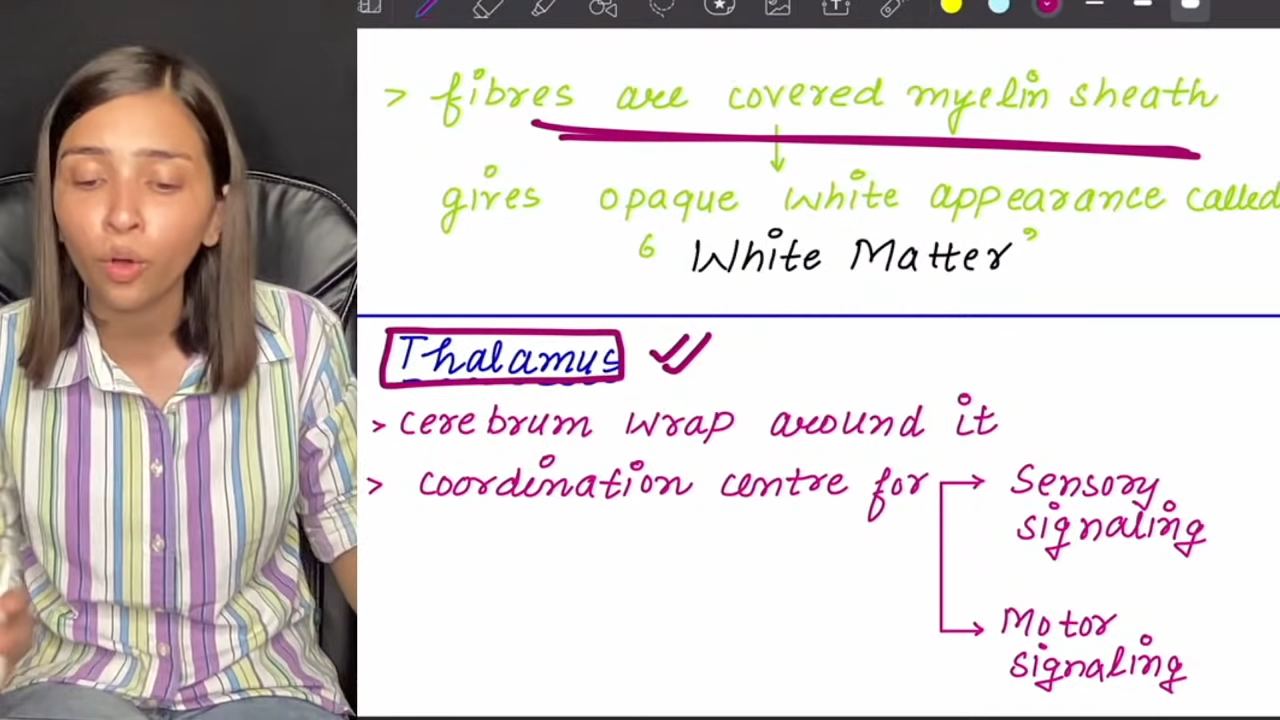 > fibres are covered myelin sheath
↓
gives opaque white appearance called
‘ White Matter ’
Thalamus ✓✓
> cerebrum wrap around it
> coordination centre for → Sensory
signaling
→ Motor
signaling